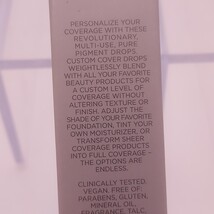 PERSONALIZE YOUR
COVERAGE WITH THESE
REVOLUTIONARY,
MULTI-USE, PURE
PIGMENT DROPS.
CUSTOM COVER DROPS
WEIGHTLESSLY BLEND
WITH ALL YOUR FAVORITE
BEAUTY PRODUCTS FOR
A CUSTOM LEVEL OF
COVERAGE WITHOUT
ALTERING TEXTURE OR
FINISH. ADJUST THE
SHADE OF YOUR FAVORITE
FOUNDATION, TINT YOUR
OWN MOISTURIZER, OR
TRANSFORM SHEER
COVERAGE PRODUCTS
INTO FULL COVERAGE –
THE OPTIONS ARE
ENDLESS.
CLINICALLY TESTED.
VEGAN. FREE OF
PARABENS, GLUTEN,
MINERAL OIL,
FRAGRANCE, TALC,